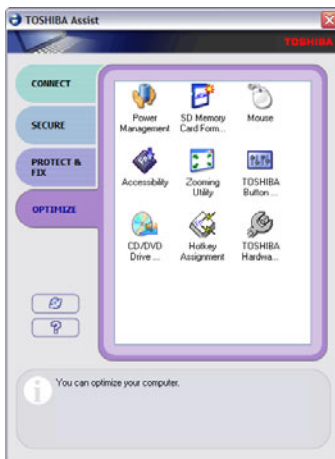 TOSHIBA Assist
TOSHIBA
CONNECT
SECURE
PROTECT &
FIX
OPTIMIZE
Power
Management
SD Memory
Card Form...
Mouse
Accessibility
Zooming
Utility
TOSHIBA
Button ...
CD/DVD
Drive ...
Hotkey
Assignment
TOSHIBA
Hardwa...
?
You can optimize your computer.